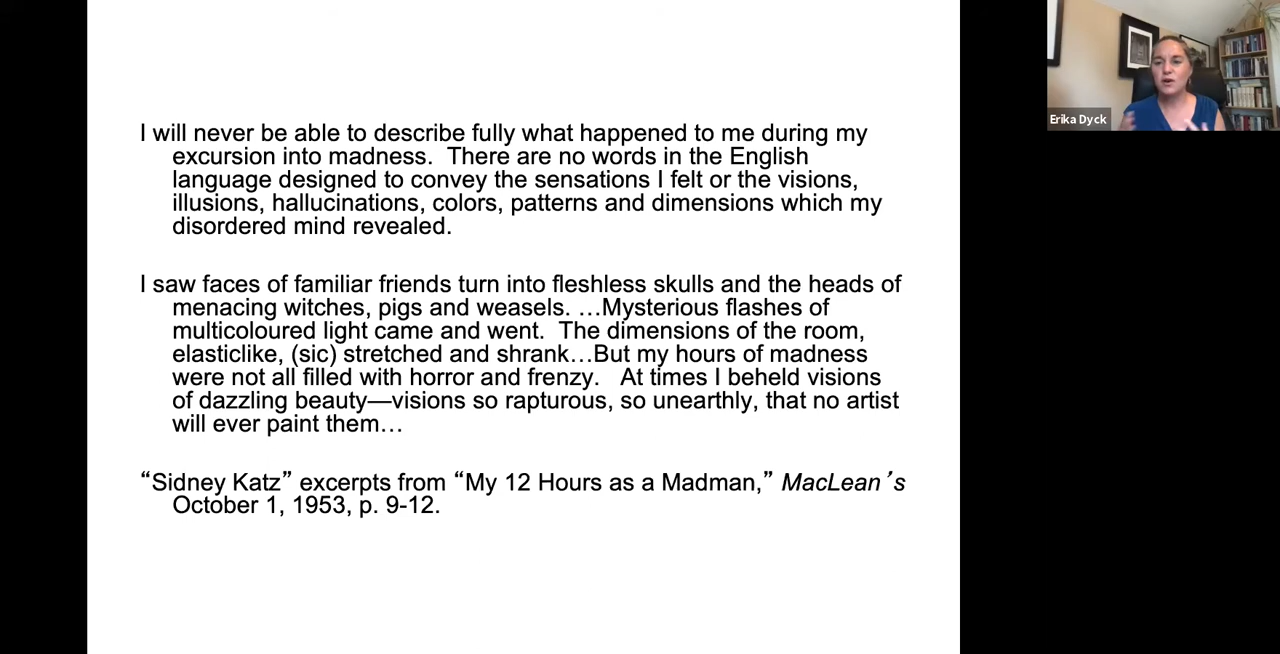 I will never be able to describe fully what happened to me during my
excursion into madness.  There are no words in the English
language designed to convey the sensations I felt or the visions,
illusions, hallucinations, colors, patterns and dimensions which my
disordered mind revealed.
I saw faces of familiar friends turn into fleshless skulls and the heads of
menacing witches, pigs and weasels. …Mysterious flashes of
multicoloured light came and went.  The dimensions of the room,
elasticlike, (sic) stretched and shrank…But my hours of madness
were not all filled with horror and frenzy.   At times I beheld visions
of dazzling beauty—visions so rapturous, so unearthly, that no artist
will ever paint them…
“Sidney Katz” excerpts from “My 12 Hours as a Madman,” MacLean’s
October 1, 1953, p. 9-12.
Erika Dyck